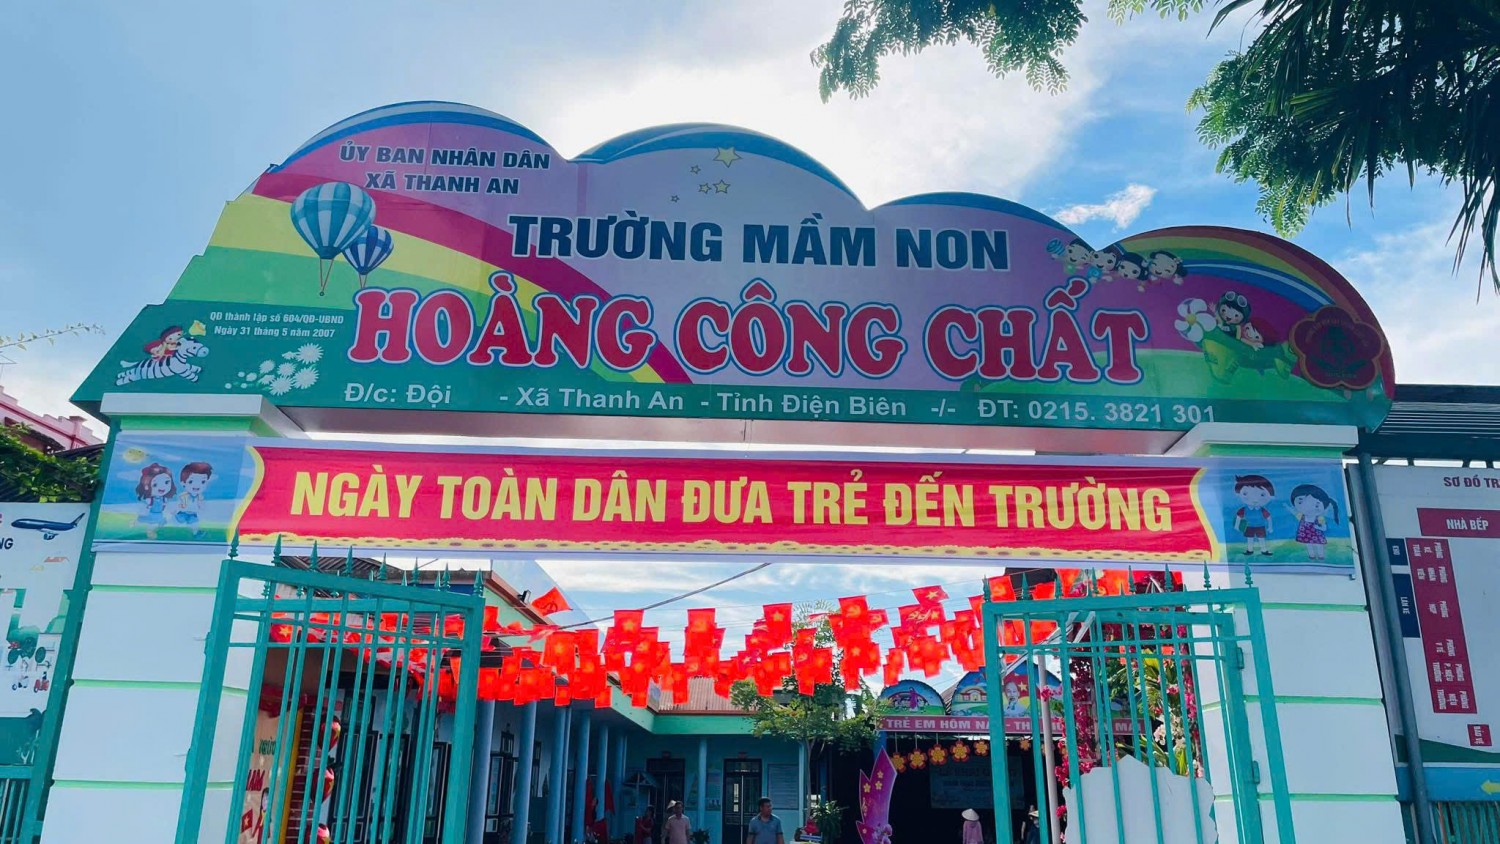 ỦY BAN NHÂN DÂN
XÃ THANH AN
TRƯỜNG MẦM NON
HOÀNG CÔNG CHẤT
QĐ thành lập số 604/QĐ-UBND
Ngày 31 tháng 5 năm 2007
Đ/c: Đội - Xã Thanh An - Tỉnh Điện Biên -/- ĐT: 0215. 3821 301
NGÀY TOÀN DÂN ĐƯA TRẺ ĐẾN TRƯỜNG
SƠ ĐỒ TR
NHÀ BẾP
TRẺ EM HÔM NA